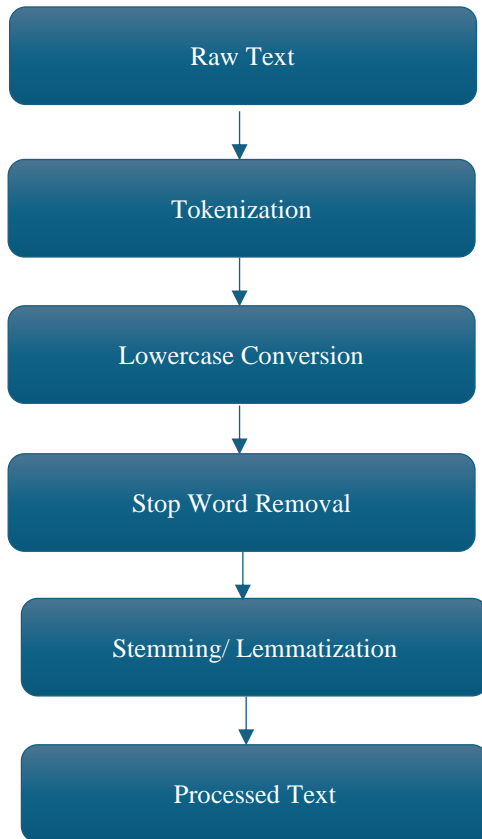 Raw Text
Tokenization
Lowercase Conversion
Stop Word Removal
Stemming/ Lemmatization
Processed Text